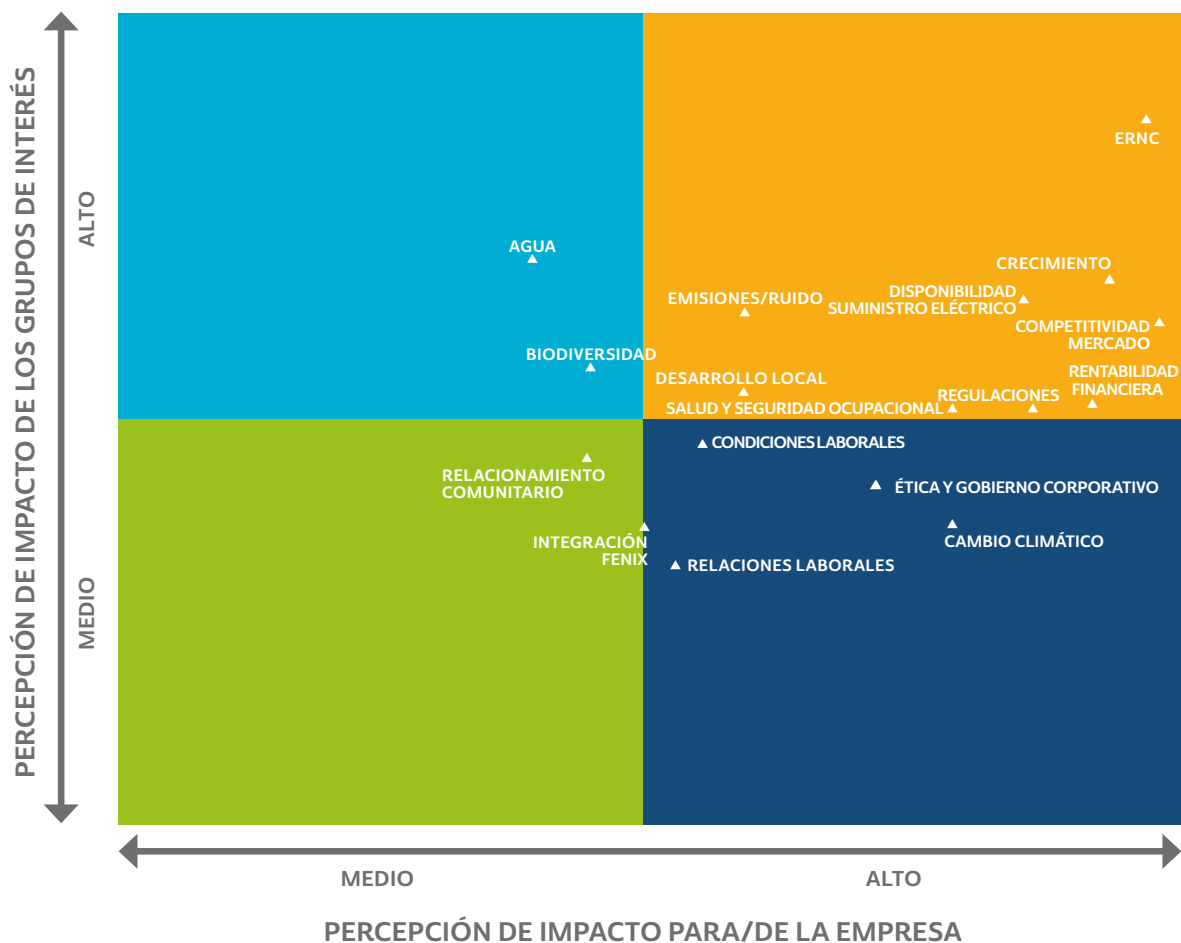 PERCEPCIÓN DE IMPACTO DE LOS GRUPOS DE INTERÉS
ALTO
MEDIO
ERNC
AGUA
CRECIMIENTO
EMISIONES/RUIDO
DISPONIBILIDAD
SUMINISTRO ELÉCTRICO
COMPETITIVIDAD
MERCADO
BIODIVERSIDAD
DESARROLLO LOCAL
RENTABILIDAD
FINANCIERA
SALUD Y SEGURIDAD OCUPACIONAL
REGULACIONES
CONDICIONES LABORALES
RELACIONAMIENTO
COMUNITARIO
ÉTICA Y GOBIERNO CORPORATIVO
INTEGRACIÓN
FENIX
CAMBIO CLIMÁTICO
RELACIONES LABORALES
MEDIO
ALTO
PERCEPCIÓN DE IMPACTO PARA/DE LA EMPRESA